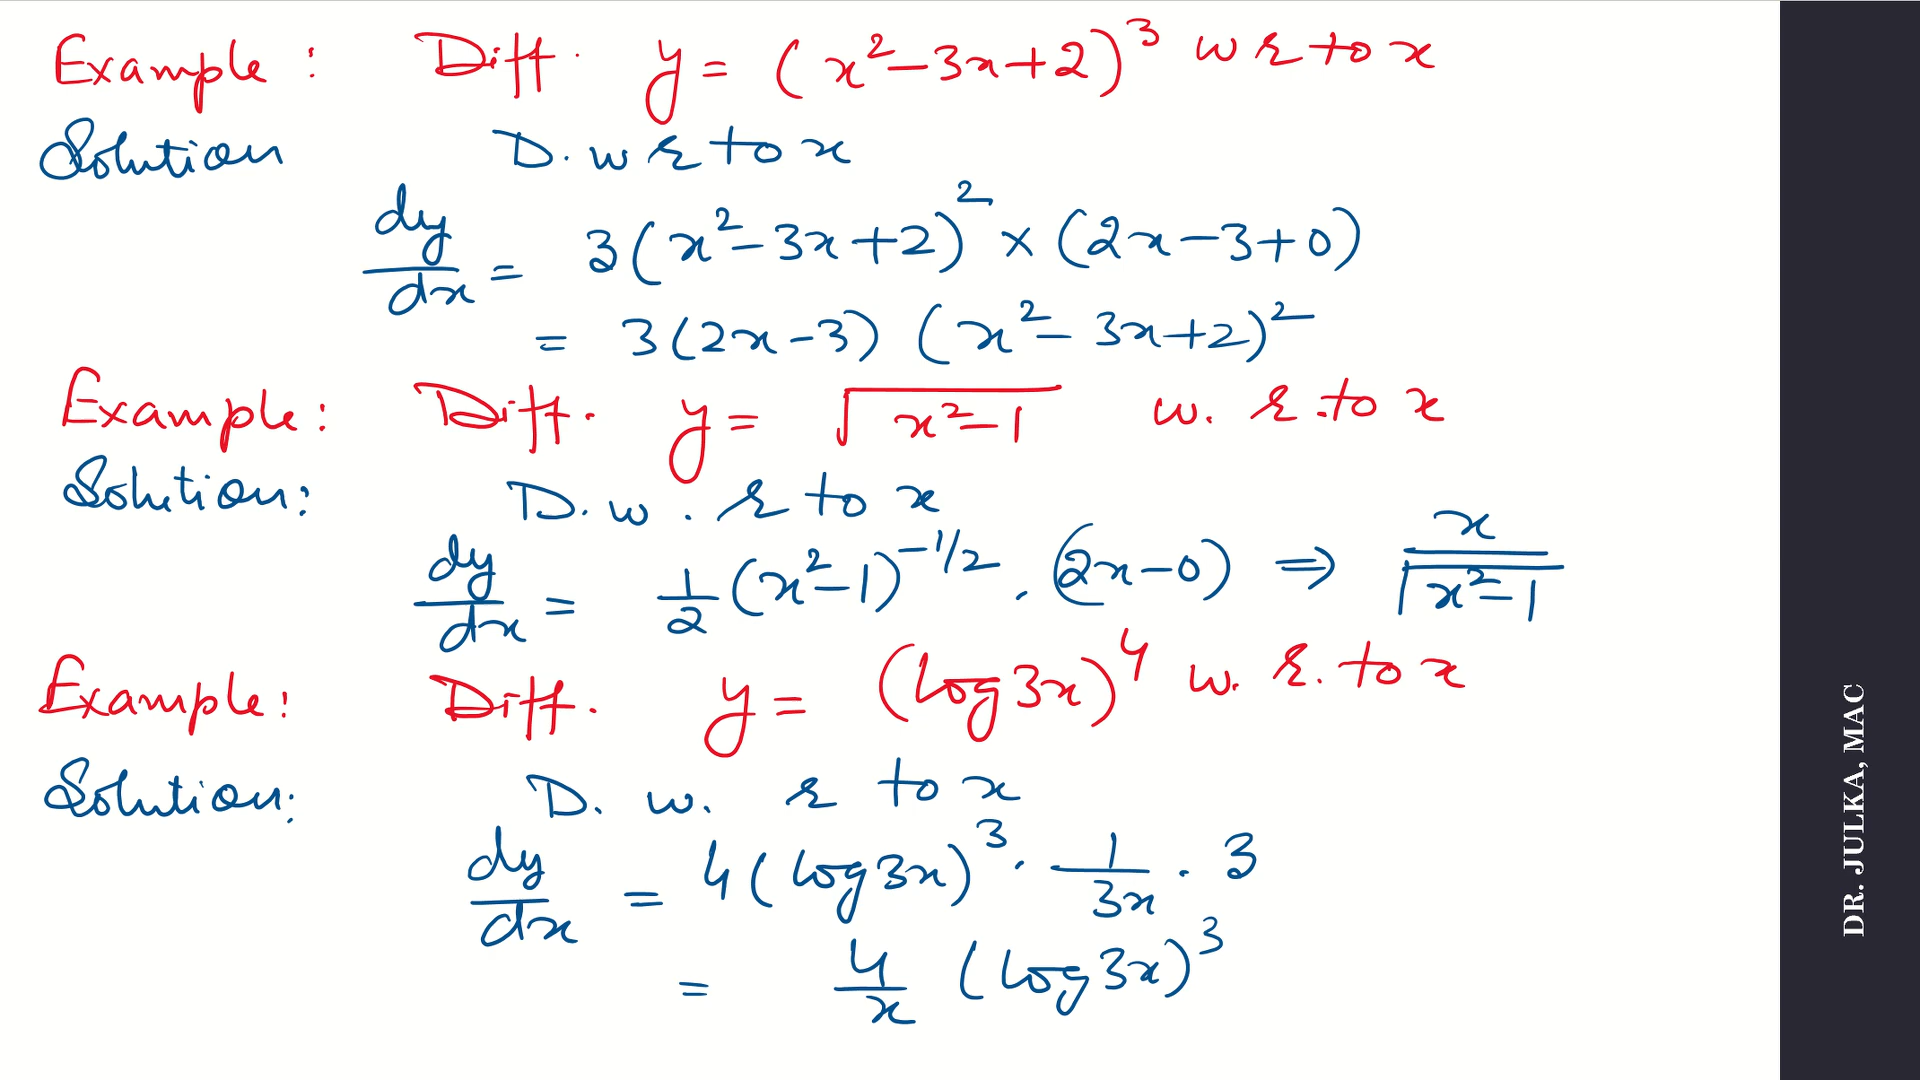 Example : Diff. y = (x²-3x+2)³ w r to x
Solution D. w r to x
dy/dx = 3(x²-3x+2)² × (2x-3+0)
= 3(2x-3) (x²-3x+2)²
Example : Diff. y = √(x²-1) w. r. to x
Solution : D. w. r to x
dy/dx = 1/2 (x²-1)^(-1/2) . (2x-0) ⇒ x/√(x²-1)
Example : Diff. y = (log 3x)⁴ w. r. to x
Solution : D. w. r to x
dy/dx = 4(log 3x)³ . 1/3x . 3
= 4/x (log 3x)³
DR. JULKA, MAC